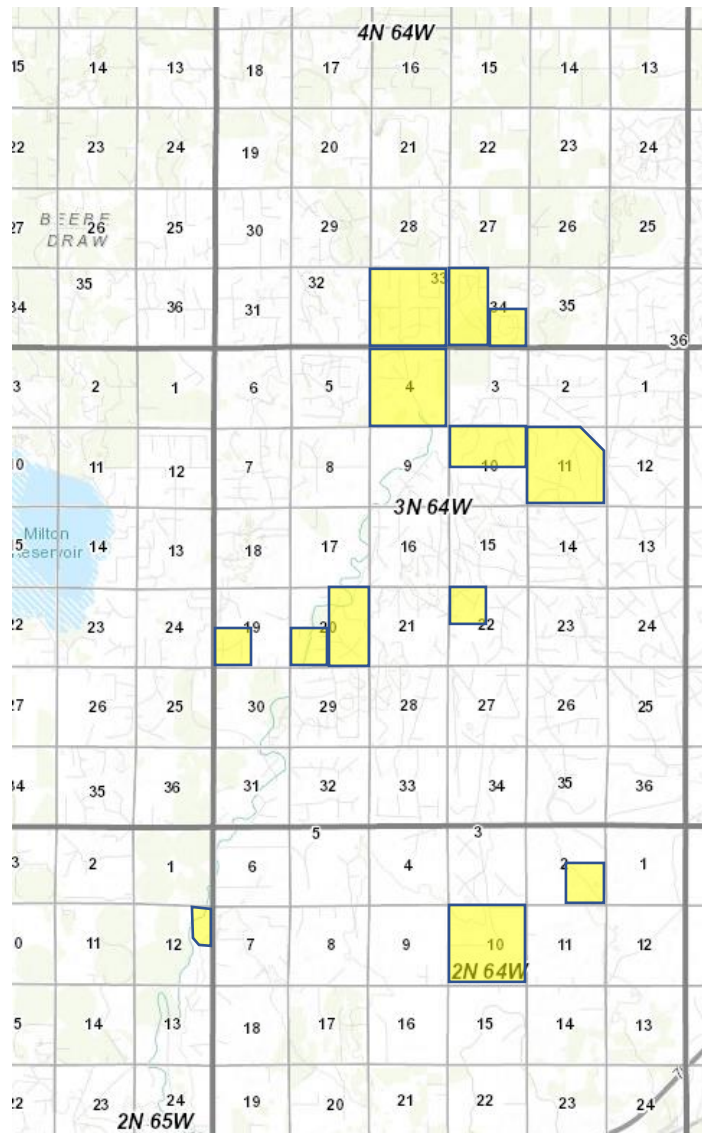 4N 64W
15 14 13 18 17 16 15 14 13
22 23 24 19 20 21 22 23 24
27 26 25 30 29 28 27 26 25
BEEBE
DRAW
34 35 36 31 32 33 34 35 36
3 2 1 6 5 4 3 2 1
10 11 12 7 8 9 10 11 12
3N 64W
Milton
Reservoir
15 14 13 18 17 16 15 14 13
22 23 24 19 20 21 22 23 24
27 26 25 30 29 28 27 26 25
34 35 36 31 32 33 34 35 36
3 2 1 6 5 4 3 2 1
0 11 12 7 8 9 10 11 12
2N 64W
5 14 13 18 17 16 15 14 13
22 23 24 19 20 21 22 23 24
2N 65W